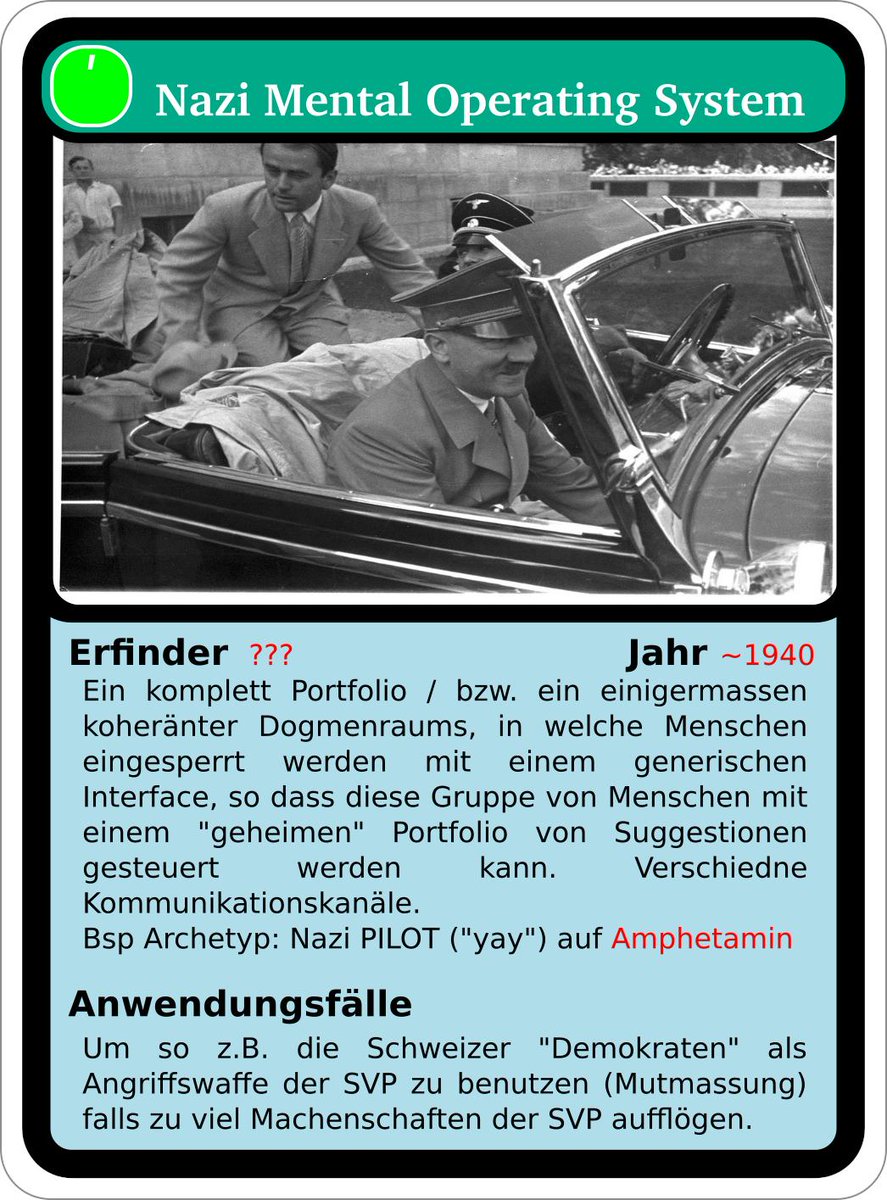 '
Nazi Mental Operating System
Erfinder ??? Jahr ~1940
Ein komplett Portfolio / bzw. ein einigermassen
koheränter Dogmenraums, in welche Menschen
eingesperrt werden mit einem generischen
Interface, so dass diese Gruppe von Menschen mit
einem "geheimen" Portfolio von Suggestionen
gesteuert werden kann. Verschiedne
Kommunikationskanäle.
Bsp Archetyp: Nazi PILOT ("yay") auf Amphetamin
Anwendungsfälle
Um so z.B. die Schweizer "Demokraten" als
Angriffswaffe der SVP zu benutzen (Mutmassung)
falls zu viel Machenschaften der SVP aufflögen.